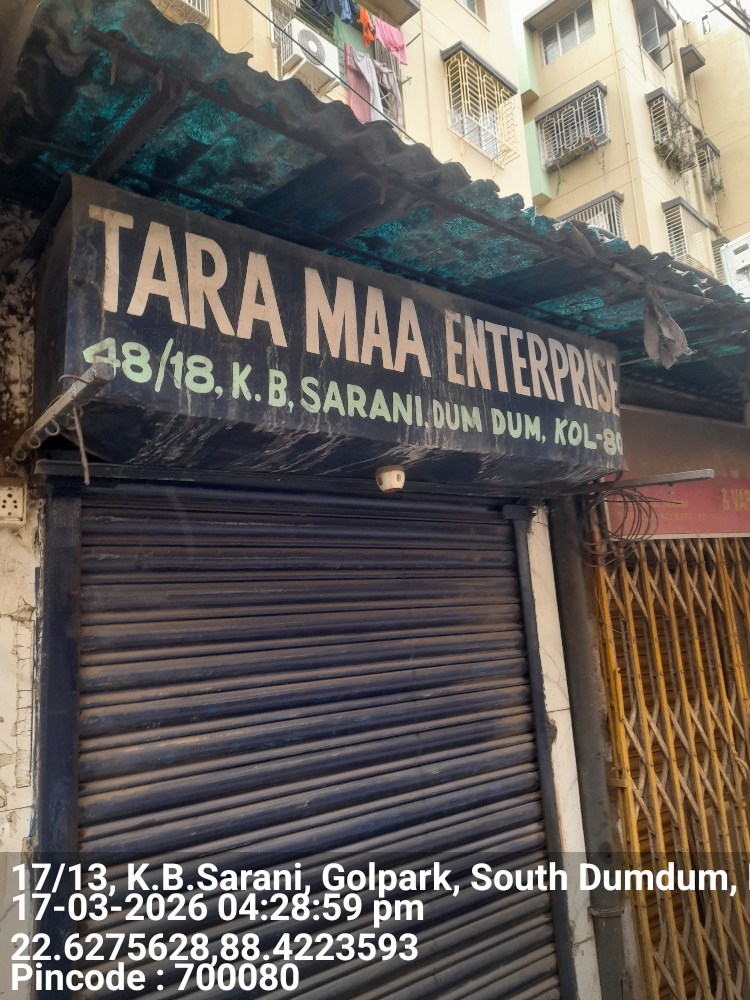 TARA MAA ENTERPRISE
48/18, K.B, SARANI, DUM DUM, KOL-80
& VA
17/13, K.B.Sarani, Golpark, South Dumdum,
17-03-2026 04:28:59 pm
22.6275628,88.4223593
Pincode : 700080